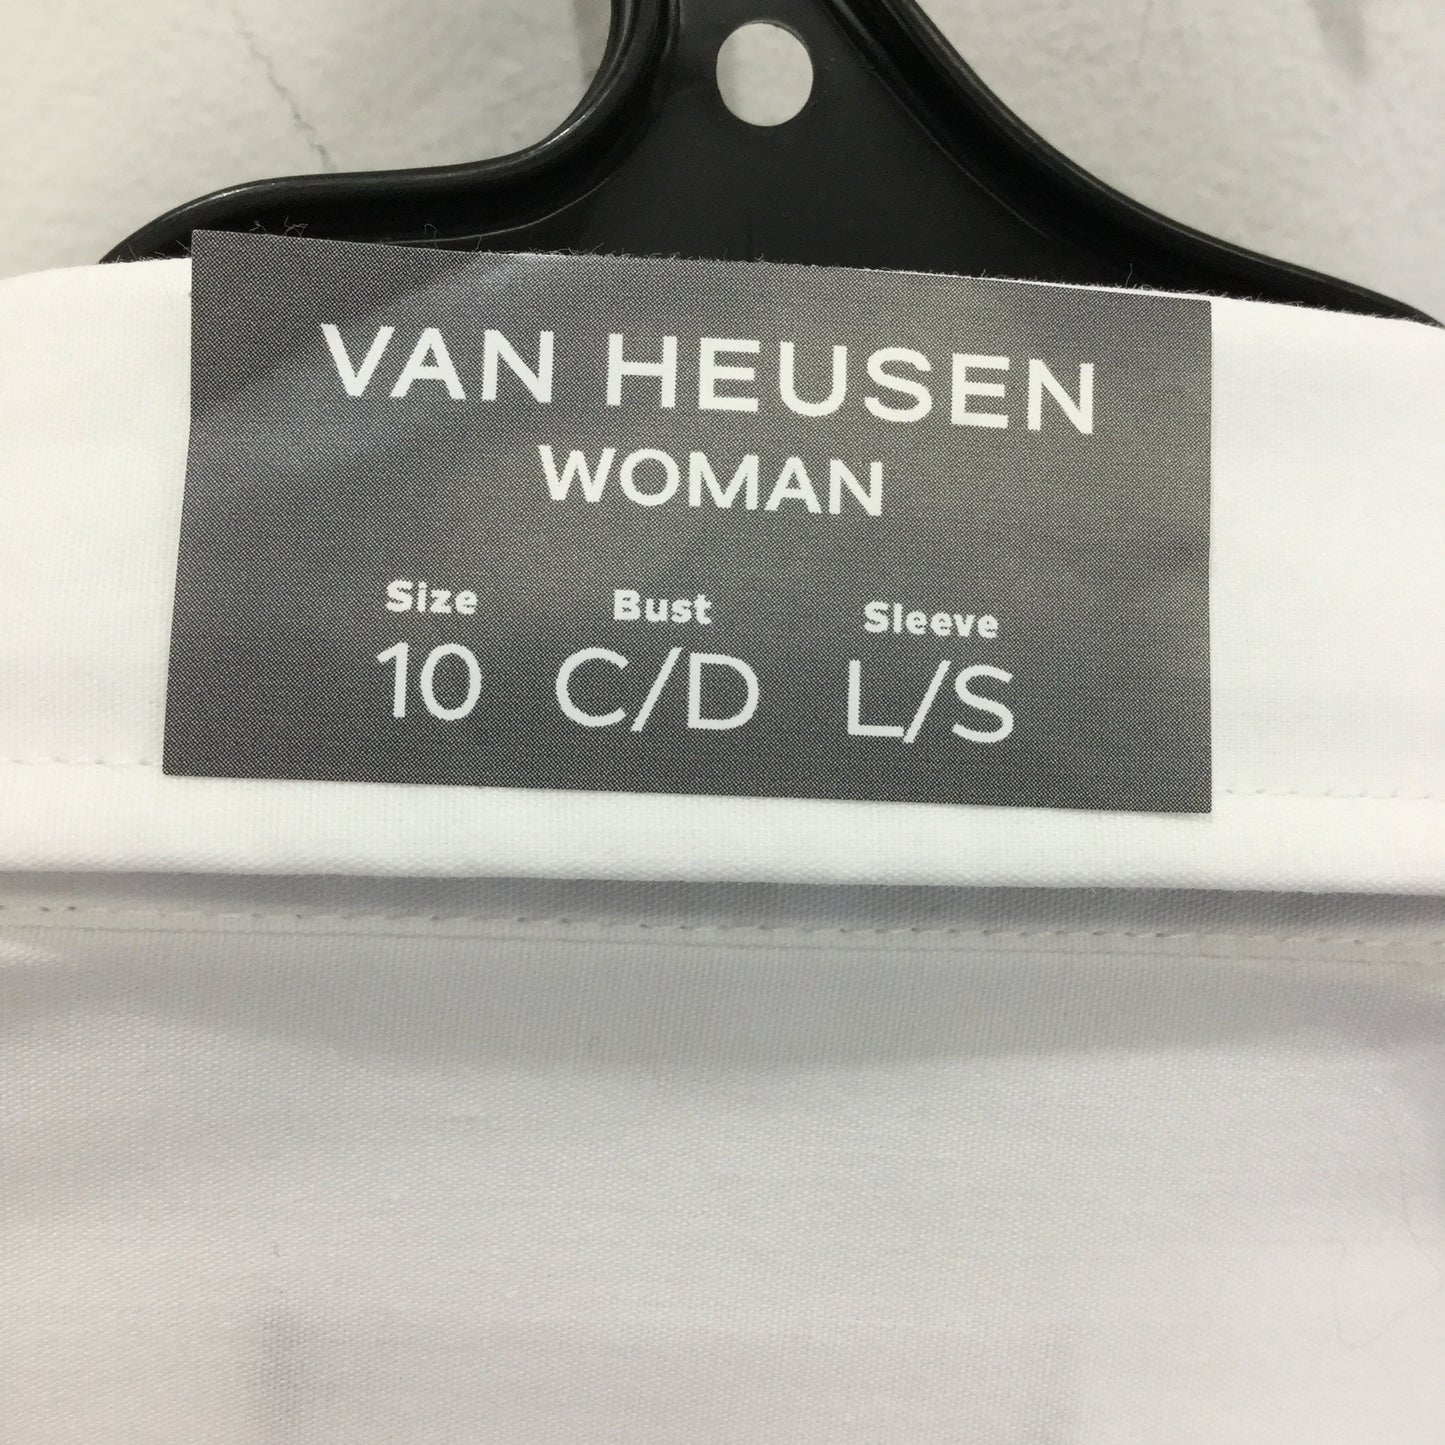 VAN HEUSEN
WOMAN
Size Bust Sleeve
10 C/D L/S